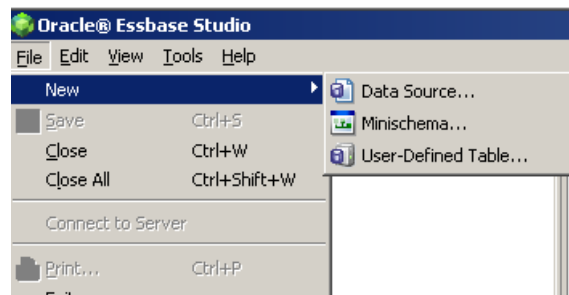 Oracle® Essbase Studio
File Edit View Tools Help
New
Data Source...
Minischema...
User-Defined Table...
Save Ctrl+S
Close Ctrl+W
Close All Ctrl+Shift+W
Connect to Server
Print... Ctrl+P